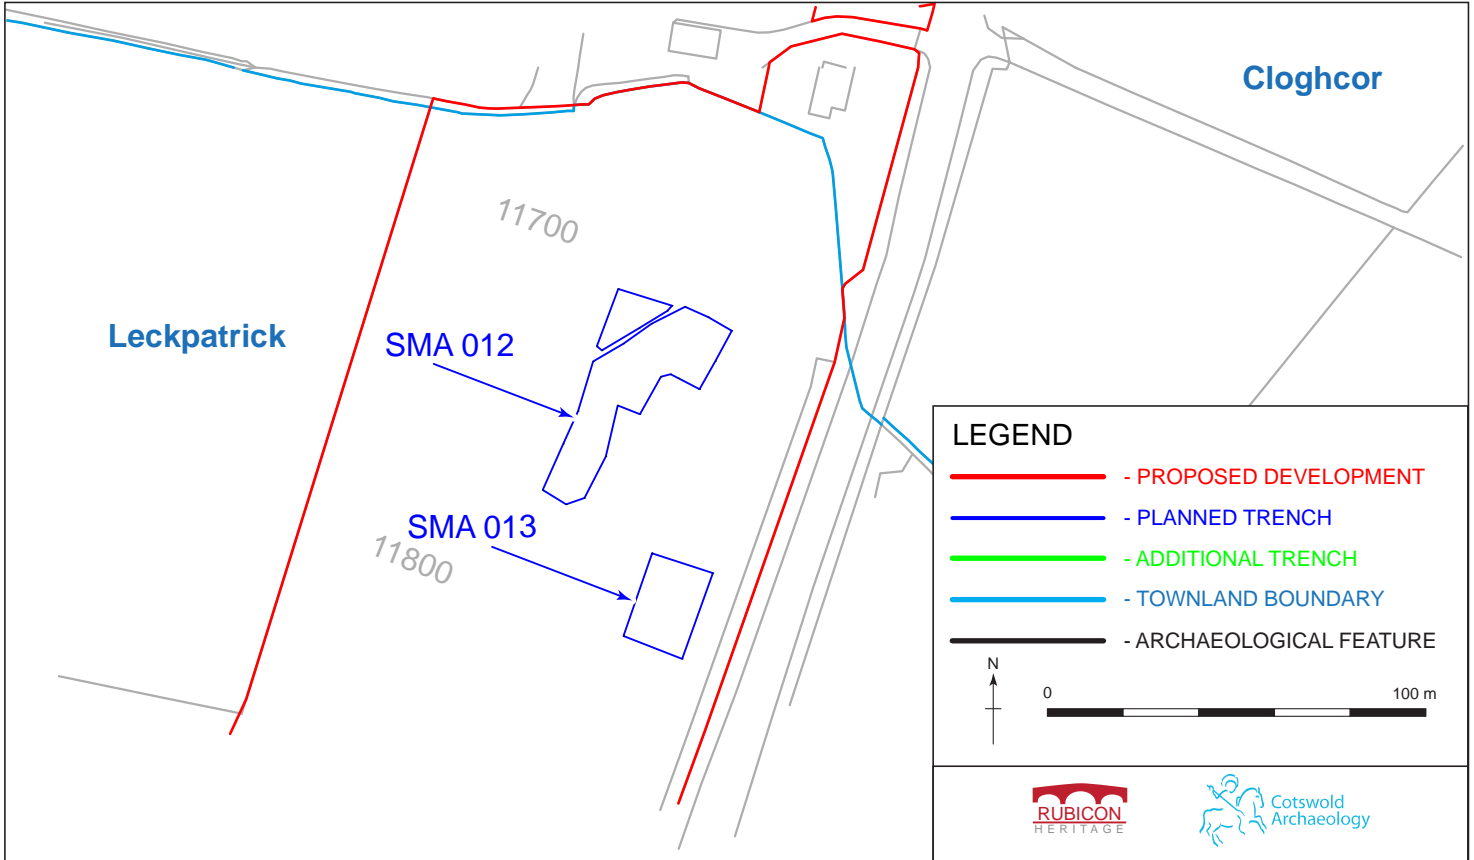 Cloghcor
11700
Leckpatrick
SMA 012
SMA 013
11800
LEGEND
- PROPOSED DEVELOPMENT
- PLANNED TRENCH
- ADDITIONAL TRENCH
- TOWNLAND BOUNDARY
- ARCHAEOLOGICAL FEATURE
N
0 100 m
RUBICON
HERITAGE
Cotswold
Archaeology